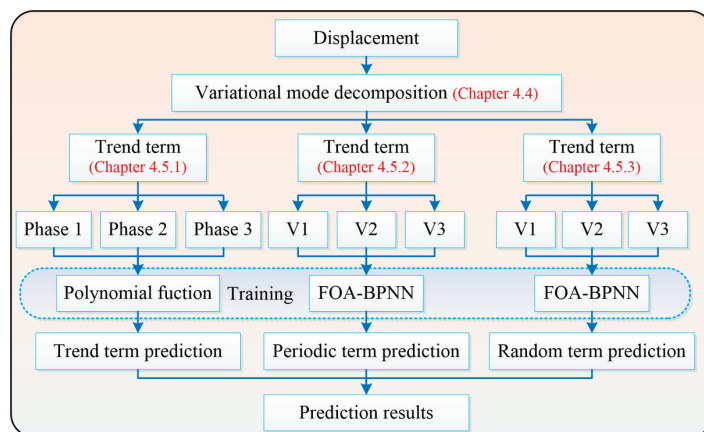 Displacement
Variational mode decomposition (Chapter 4.4)
Trend term
(Chapter 4.5.1)
Trend term
(Chapter 4.5.2)
Trend term
(Chapter 4.5.3)
Phase 1
Phase 2
Phase 3
V1
V2
V3
V1
V2
V3
Polynomial fuction
Training
FOA-BPNN
FOA-BPNN
Trend term prediction
Periodic term prediction
Random term prediction
Prediction results